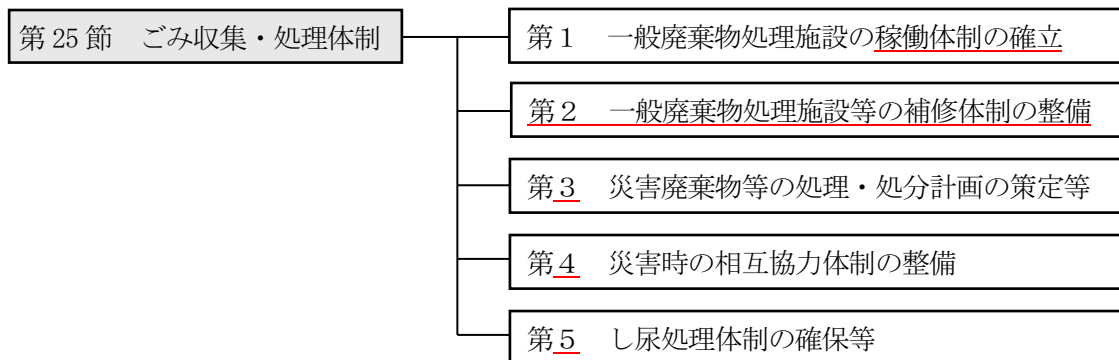 第 25 節　ごみ収集・処理体制
第１　一般廃棄物処理施設の稼働体制の確立
第２　一般廃棄物処理施設等の補修体制の整備
第３　災害廃棄物等の処理・処分計画の策定等
第４　災害時の相互協力体制の整備
第５　し尿処理体制の確保等